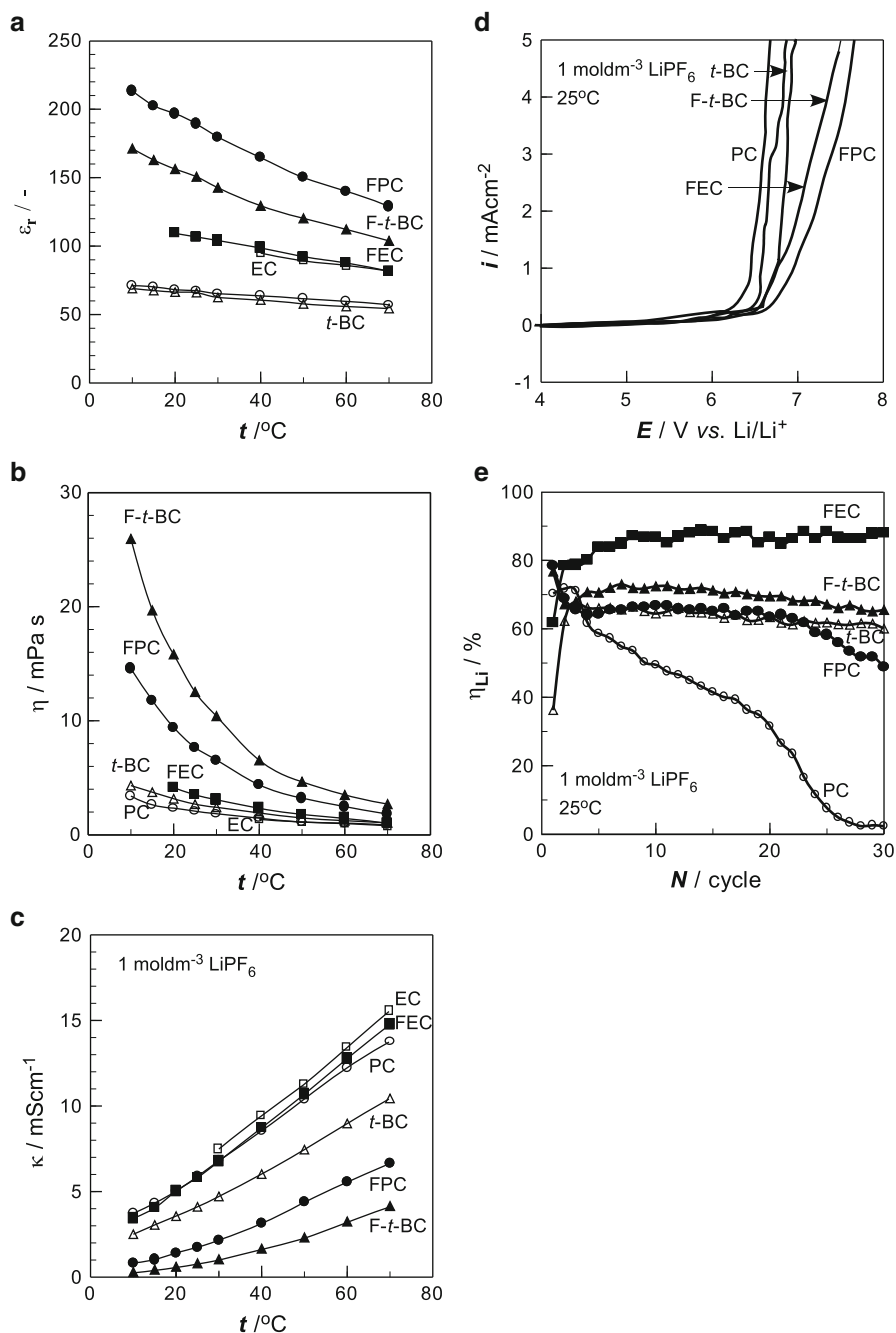 a
250
200
150
100
50
0
εr / -
FPC
F-t-BC
FEC
EC
t-BC
0 20 40 60 80
t /°C
b
30
20
10
0
η / mPa s
F-t-BC
FPC
t-BC
FEC
PC
EC
0 20 40 60 80
t /°C
c
20
15
10
5
0
κ / mScm⁻¹
1 moldm⁻³ LiPF₆
EC
FEC
PC
t-BC
FPC
F-t-BC
0 20 40 60 80
t /°C
d
5
4
3
2
1
0
-1
i / mAcm⁻²
1 moldm⁻³ LiPF₆
25°C
t-BC
F-t-BC
PC
FPC
FEC
4 5 6 7 8
E / V vs. Li/Li⁺
e
100
80
60
40
20
0
ηLi / %
FEC
F-t-BC
t-BC
FPC
PC
1 moldm⁻³ LiPF₆
25°C
0 10 20 30
N / cycle